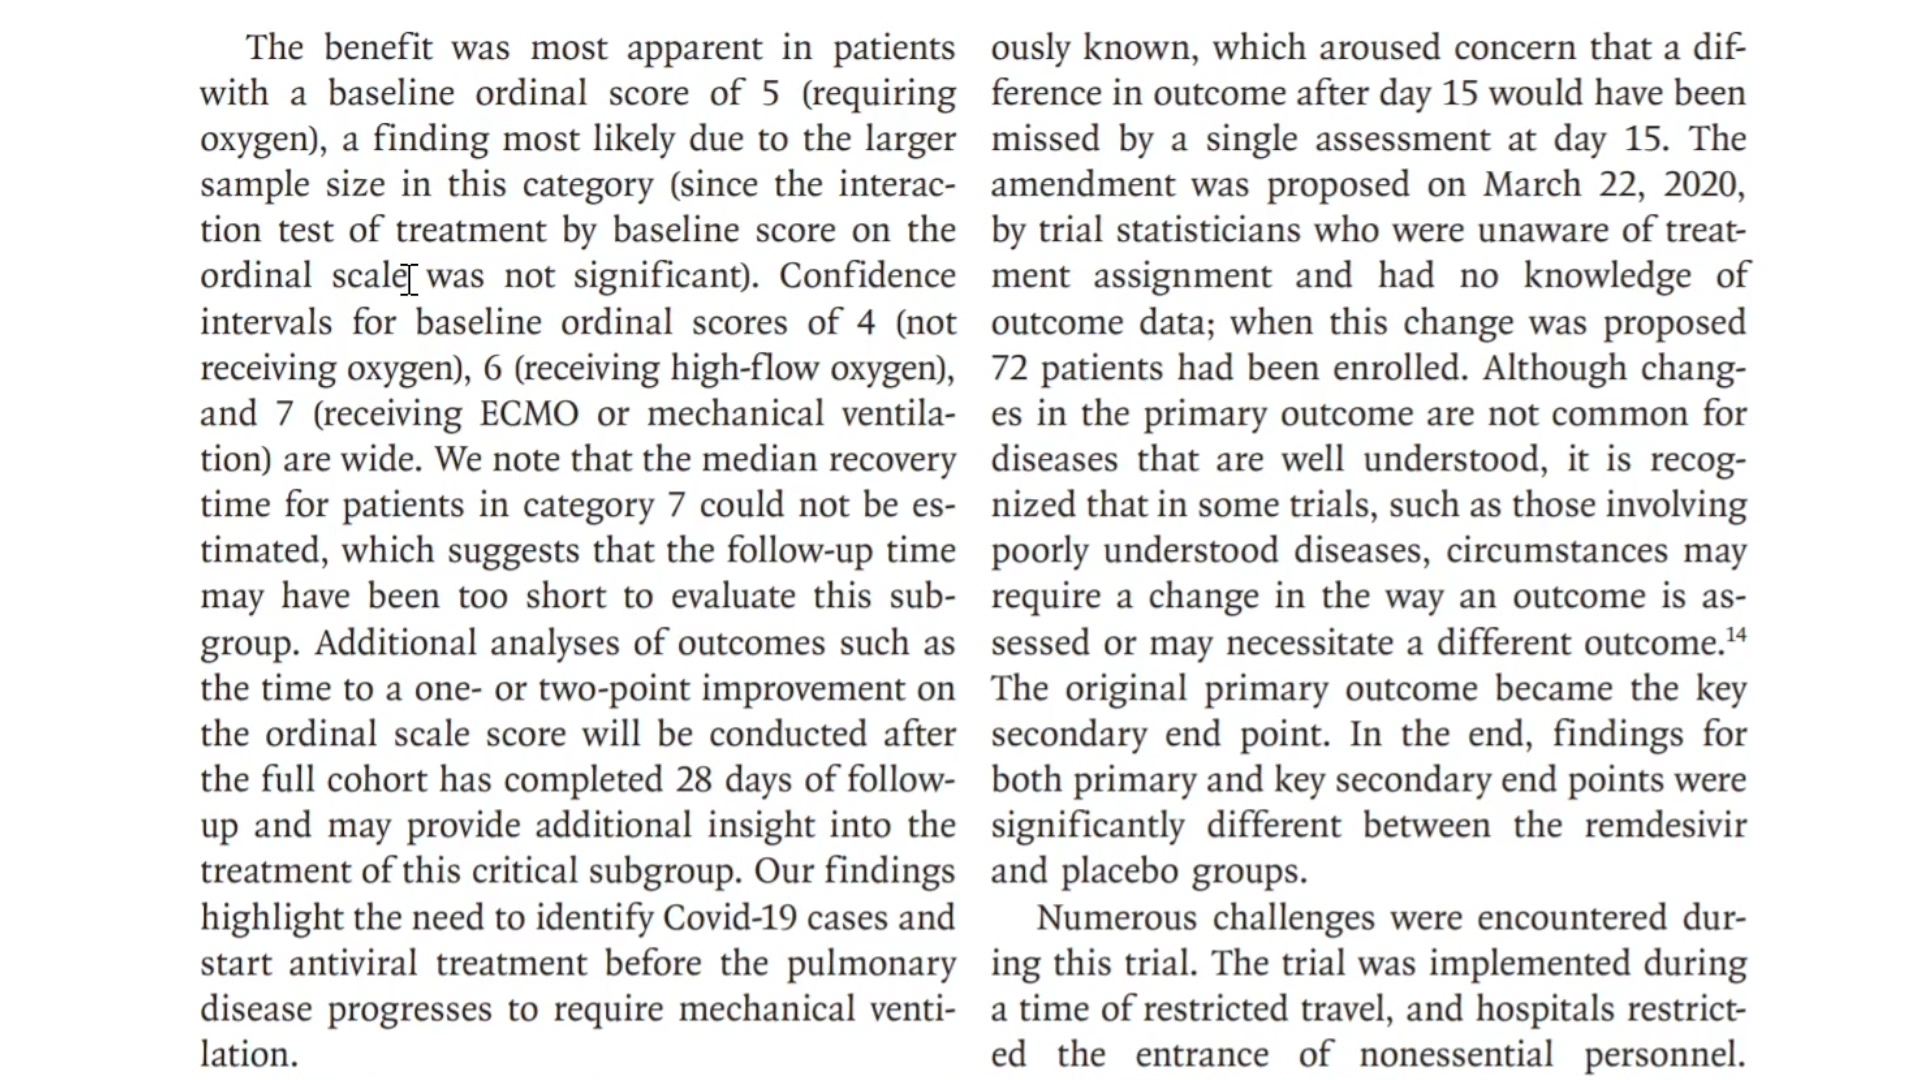 The benefit was most apparent in patients
with a baseline ordinal score of 5 (requiring
oxygen), a finding most likely due to the larger
sample size in this category (since the interac-
tion test of treatment by baseline score on the
ordinal scale was not significant). Confidence
intervals for baseline ordinal scores of 4 (not
receiving oxygen), 6 (receiving high-flow oxygen),
and 7 (receiving ECMO or mechanical ventila-
tion) are wide. We note that the median recovery
time for patients in category 7 could not be es-
timated, which suggests that the follow-up time
may have been too short to evaluate this sub-
group. Additional analyses of outcomes such as
the time to a one- or two-point improvement on
the ordinal scale score will be conducted after
the full cohort has completed 28 days of follow-
up and may provide additional insight into the
treatment of this critical subgroup. Our findings
highlight the need to identify Covid-19 cases and
start antiviral treatment before the pulmonary
disease progresses to require mechanical venti-
lation.
ously known, which aroused concern that a dif-
ference in outcome after day 15 would have been
missed by a single assessment at day 15. The
amendment was proposed on March 22, 2020,
by trial statisticians who were unaware of treat-
ment assignment and had no knowledge of
outcome data; when this change was proposed
72 patients had been enrolled. Although chang-
es in the primary outcome are not common for
diseases that are well understood, it is recog-
nized that in some trials, such as those involving
poorly understood diseases, circumstances may
require a change in the way an outcome is as-
sessed or may necessitate a different outcome.14
The original primary outcome became the key
secondary end point. In the end, findings for
both primary and key secondary end points were
significantly different between the remdesivir
and placebo groups.
Numerous challenges were encountered dur-
ing this trial. The trial was implemented during
a time of restricted travel, and hospitals restrict-
ed the entrance of nonessential personnel.